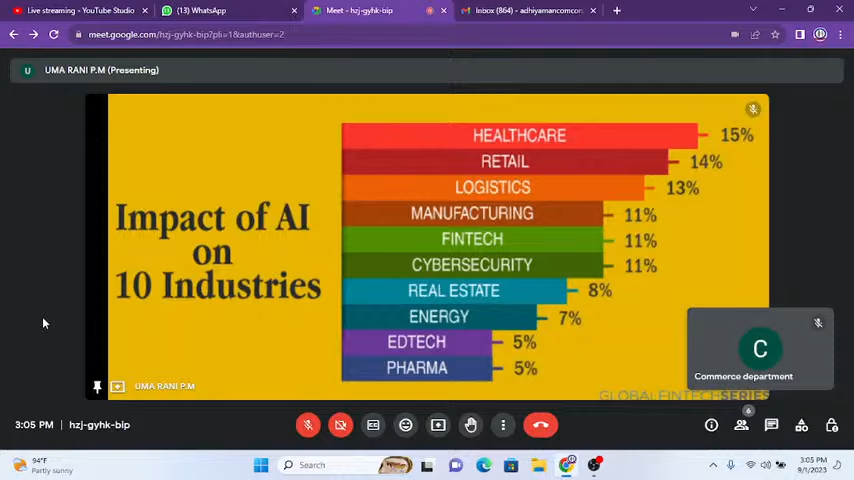 Live streaming - YouTube Studio
(13) WhatsApp
Meet - hzj-gyhk-bip
Inbox (864) - adhiyamancomcor
meet.google.com/hzj-gyhk-bip?pli=1&authuser=2
U
UMA RANI P.M (Presenting)
Impact of AI
on
10 Industries
HEALTHCARE 15%
RETAIL 14%
LOGISTICS 13%
MANUFACTURING 11%
FINTECH 11%
CYBERSECURITY 11%
REAL ESTATE 8%
ENERGY 7%
EDTECH 5%
PHARMA 5%
GLOBAL FINTECH SERIES
C
Commerce department
UMA RANI P.M
6
3:05 PM | hzj-gyhk-bip
94°F
Partly sunny
Search
3:05 PM
9/1/2023